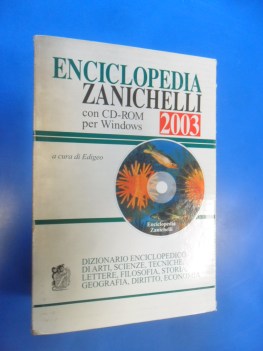 ENCICLOPEDIA
ZANICHELLI
con CD-ROM
per Windows
2003
a cura di Edigeo
Enciclopedia
Zanichelli
DIZIONARIO ENCICLOPEDICO
DI ARTI, SCIENZE, TECNICHE,
LETTERE, FILOSOFIA, STORIA,
GEOGRAFIA, DIRITTO, ECONOMIA